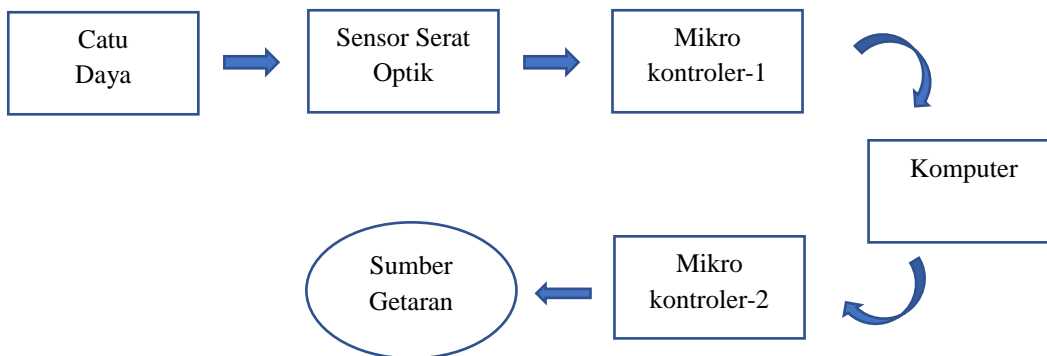 Catu
Daya
Sensor Serat
Optik
Mikro
kontroler-1
Komputer
Mikro
kontroler-2
Sumber
Getaran